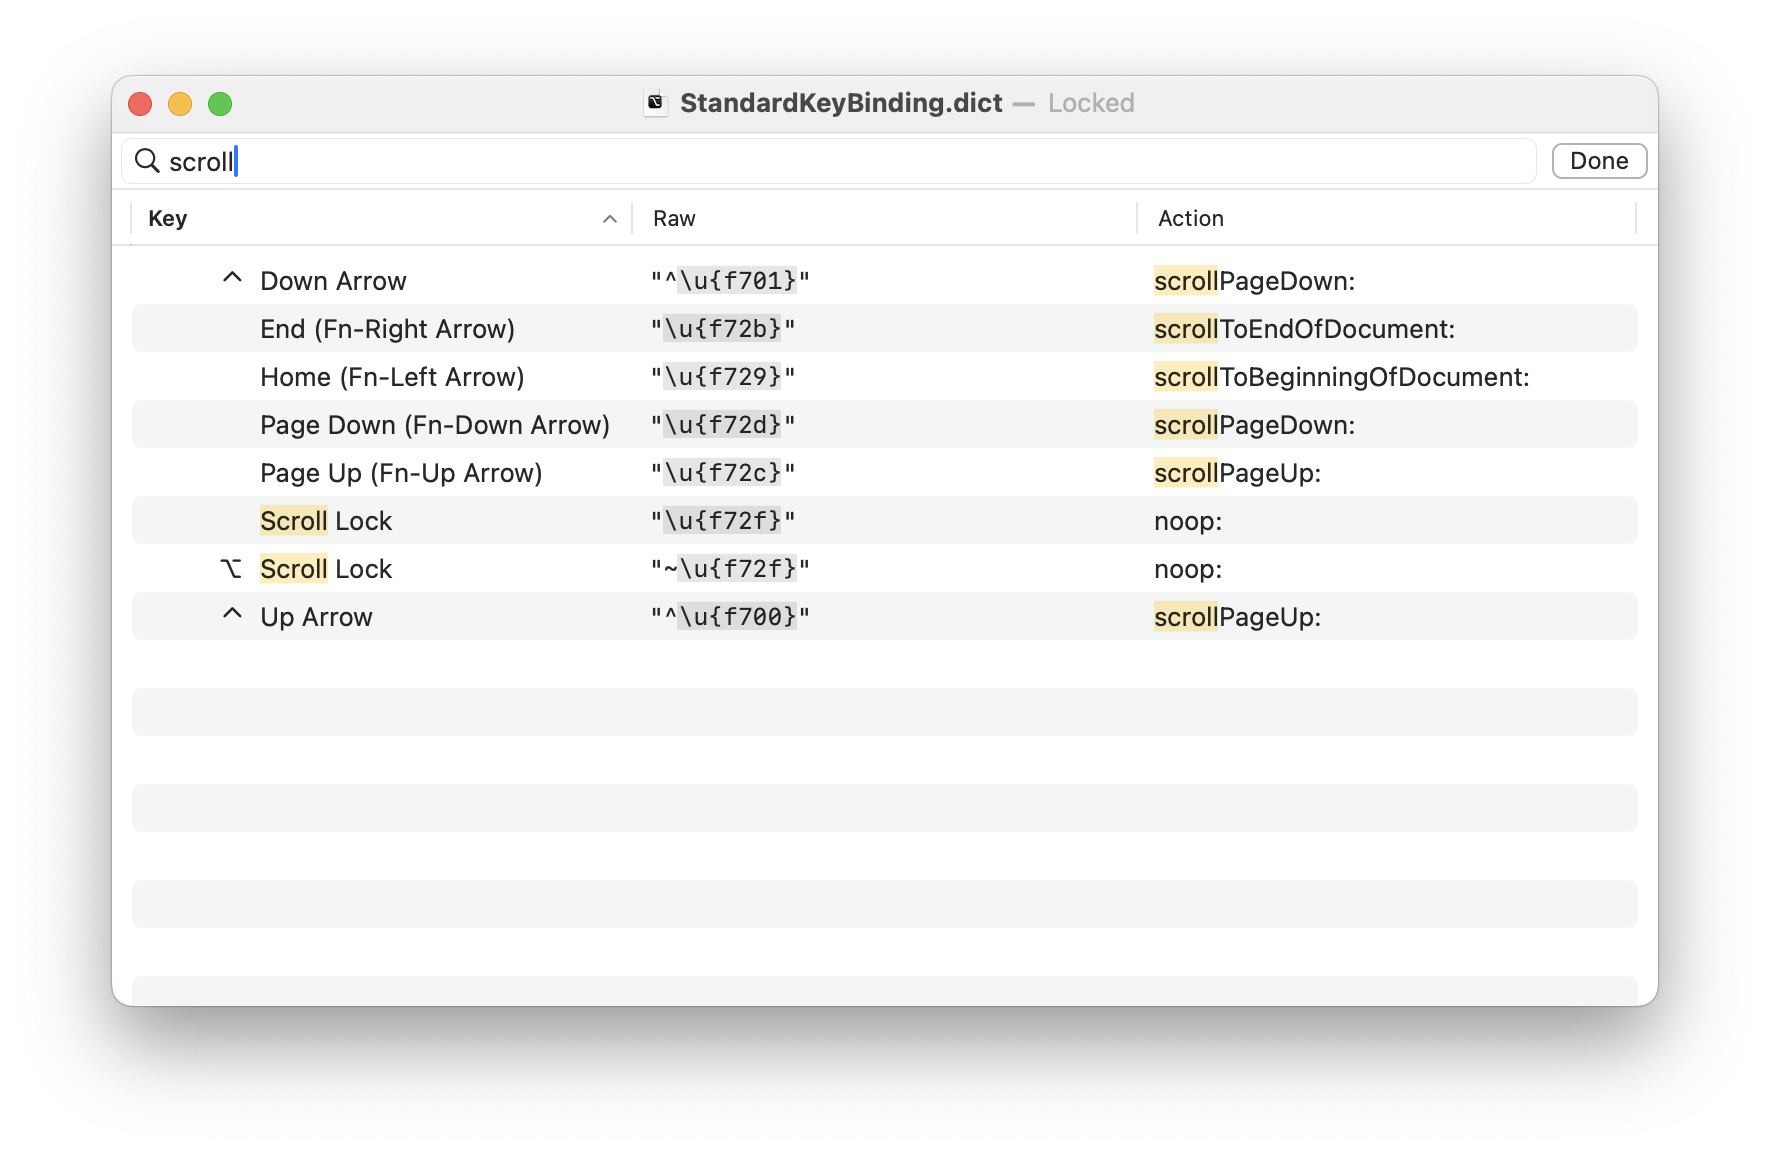 StandardKeyBinding.dict — Locked
scroll Done
Key Raw Action
^ Down Arrow "^\u{f701}" scrollPageDown:
End (Fn-Right Arrow) "\u{f72b}" scrollToEndOfDocument:
Home (Fn-Left Arrow) "\u{f729}" scrollToBeginningOfDocument:
Page Down (Fn-Down Arrow) "\u{f72d}" scrollPageDown:
Page Up (Fn-Up Arrow) "\u{f72c}" scrollPageUp:
Scroll Lock "\u{f72f}" noop:
⌥ Scroll Lock "~\u{f72f}" noop:
^ Up Arrow "^\u{f700}" scrollPageUp: